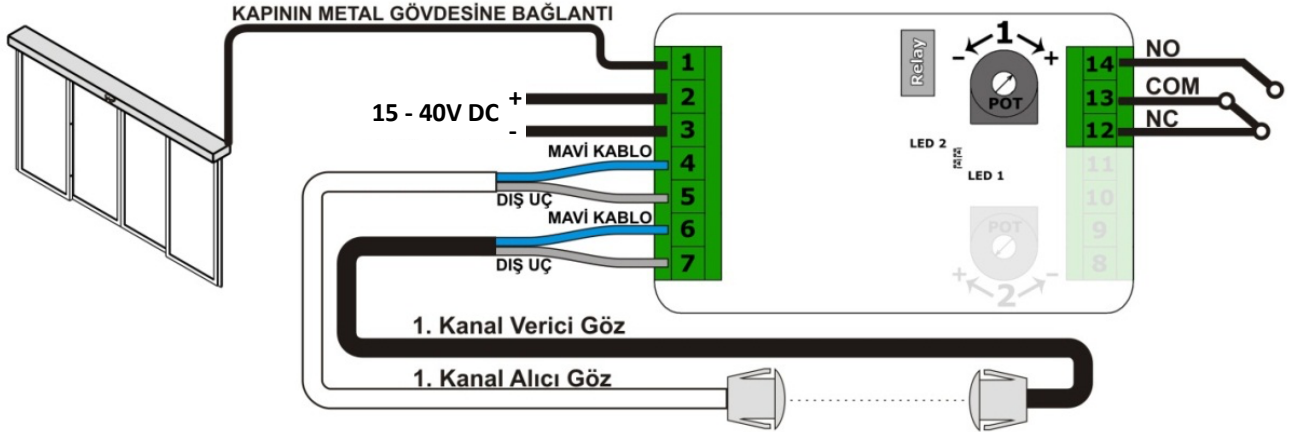 KAPININ METAL GÖVDESİNE BAĞLANTI
1
2
3
4
5
6
7
+
15 - 40V DC
-
MAVİ KABLO
DIŞ UÇ
MAVİ KABLO
DIŞ UÇ
Relay
- 1 +
POT
LED 2
LED 1
POT
+ 2 -
14
13
12
11
10
9
8
NO
COM
NC
1. Kanal Verici Göz
1. Kanal Alıcı Göz